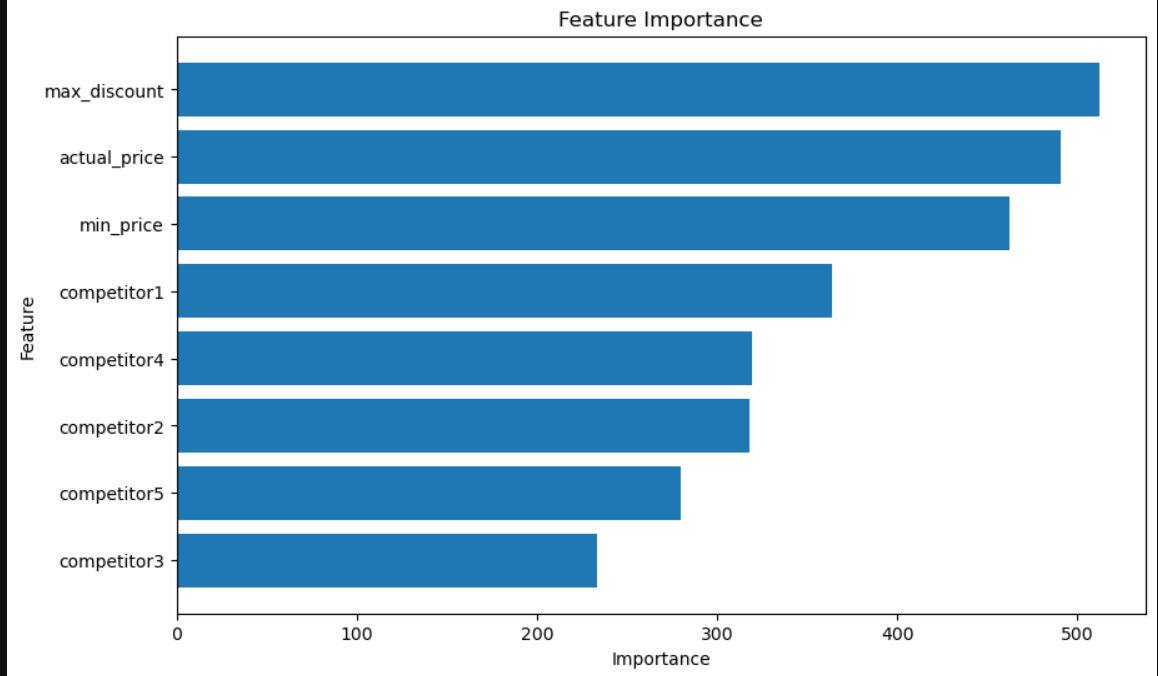 Feature Importance
max_discount
actual_price
min_price
competitor1
competitor4
competitor2
competitor5
competitor3
Feature
0 100 200 300 400 500
Importance